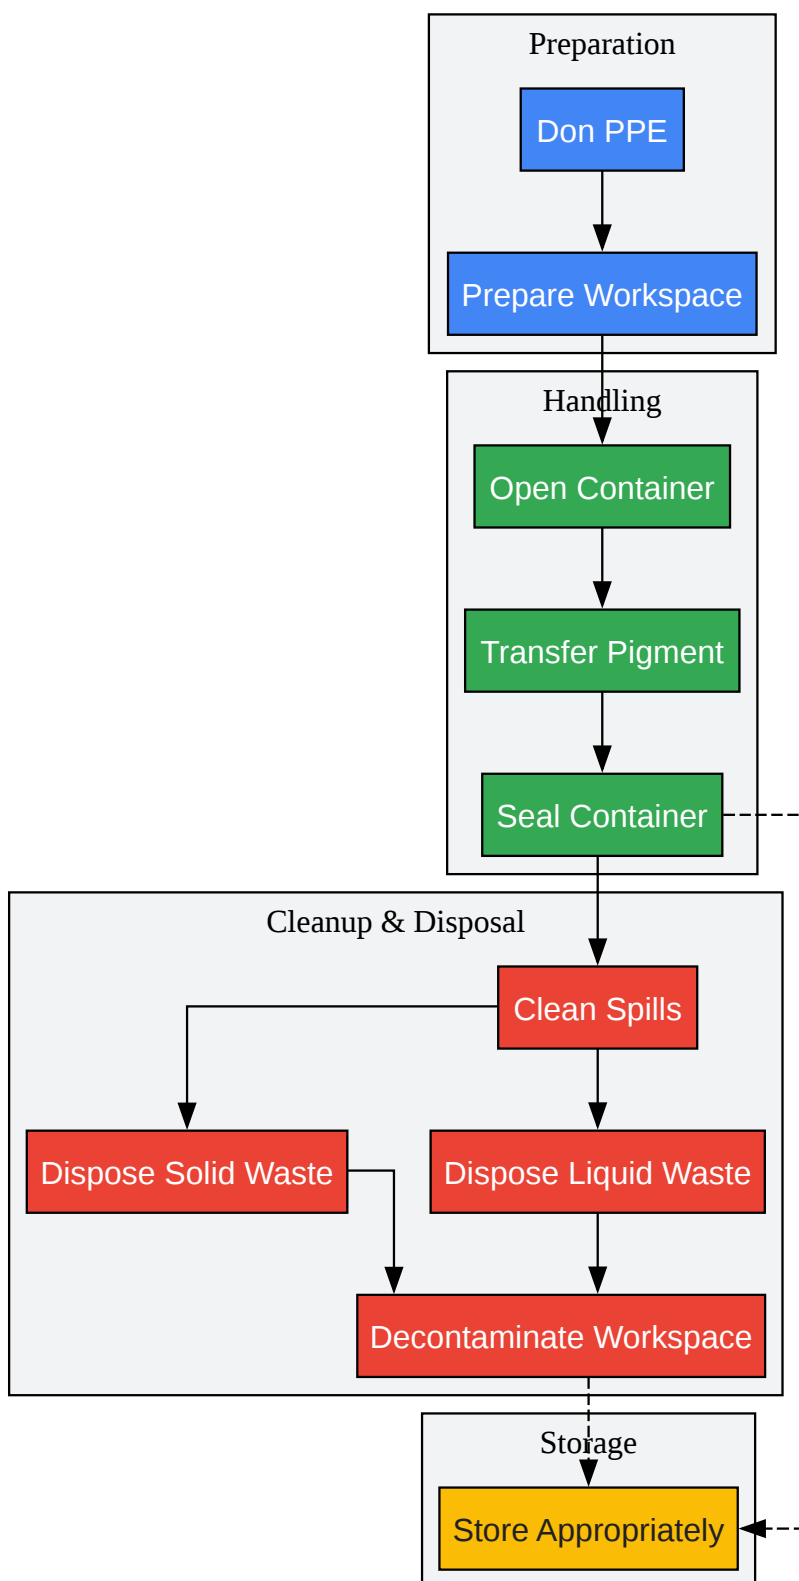 Preparation
Don PPE
Prepare Workspace
Handling
Open Container
Transfer Pigment
Seal Container
Cleanup & Disposal
Clean Spills
Dispose Solid Waste
Dispose Liquid Waste
Decontaminate Workspace
Storage
Store Appropriately